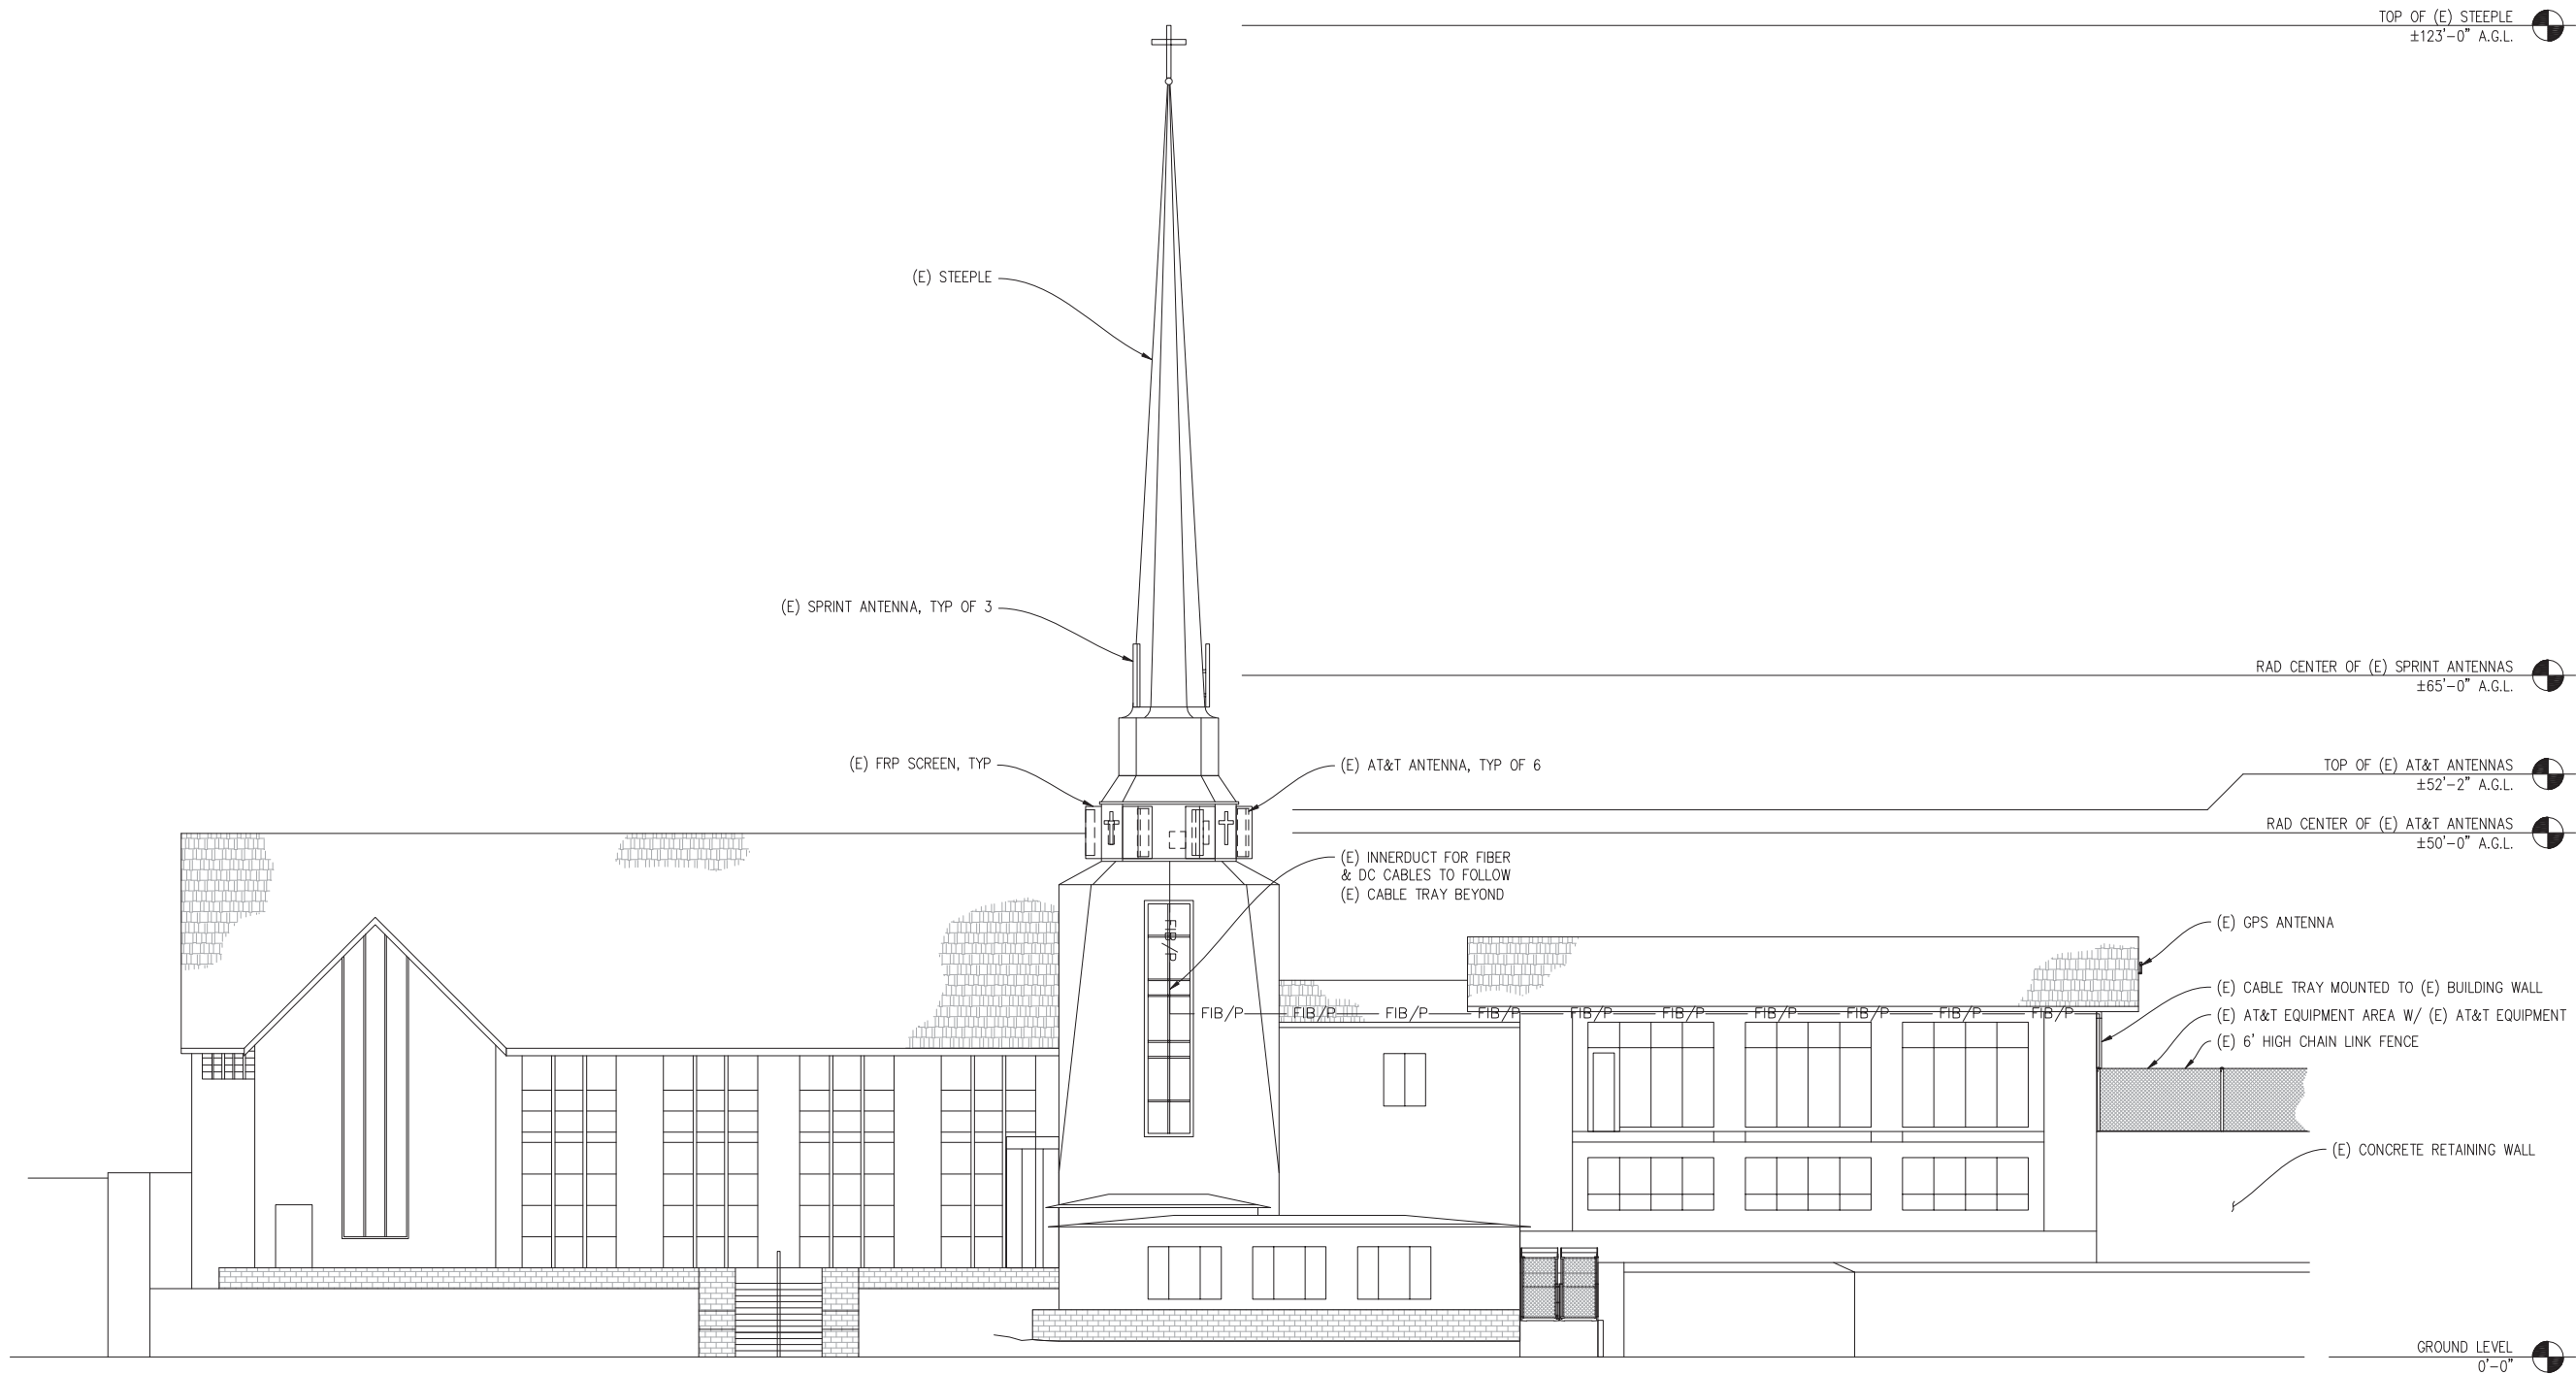 TOP OF (E) STEEPLE
±123'-0" A.G.L.
(E) STEEPLE
(E) SPRINT ANTENNA, TYP OF 3
RAD CENTER OF (E) SPRINT ANTENNAS
±65'-0" A.G.L.
(E) FRP SCREEN, TYP
(E) AT&T ANTENNA, TYP OF 6
TOP OF (E) AT&T ANTENNAS
±52'-2" A.G.L.
RAD CENTER OF (E) AT&T ANTENNAS
±50'-0" A.G.L.
(E) INNERDUCT FOR FIBER
& DC CABLES TO FOLLOW
(E) CABLE TRAY BEYOND
(E) GPS ANTENNA
FIB/P
(E) CABLE TRAY MOUNTED TO (E) BUILDING WALL
FIB/P FIB/P FIB/P FIB/P FIB/P FIB/P FIB/P FIB/P FIB/P FIB/P
(E) AT&T EQUIPMENT AREA W/ (E) AT&T EQUIPMENT
(E) 6' HIGH CHAIN LINK FENCE
(E) CONCRETE RETAINING WALL
GROUND LEVEL
0'-0"